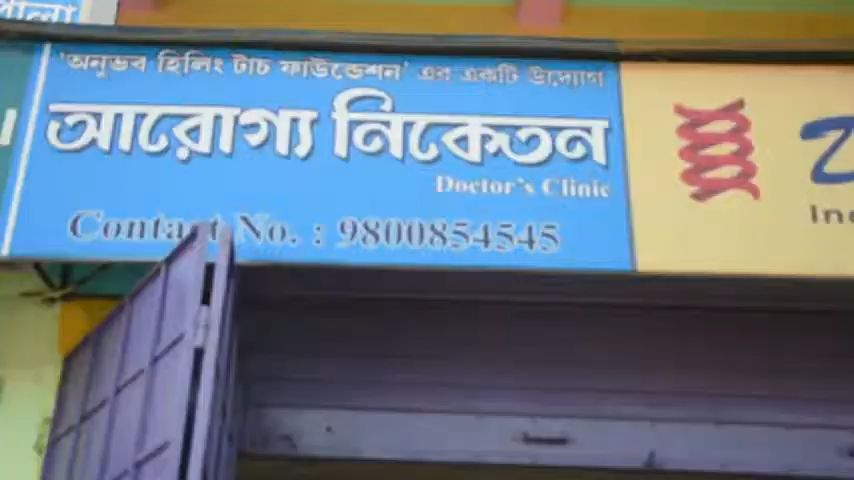 'অনুভব হিলিং টাচ ফাউন্ডেশন' এর একটি উদ্যোগ
আরোগ্য নিকেতন
Doctor's Clinic
Contact No. : 9800854545